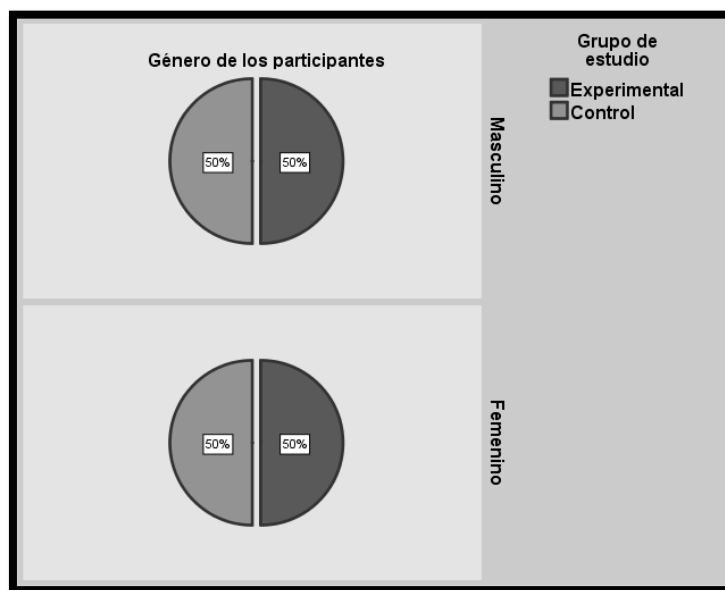 Género de los participantes
50%
50%
Masculino
50%
50%
Femenino
Grupo de
estudio
Experimental
Control